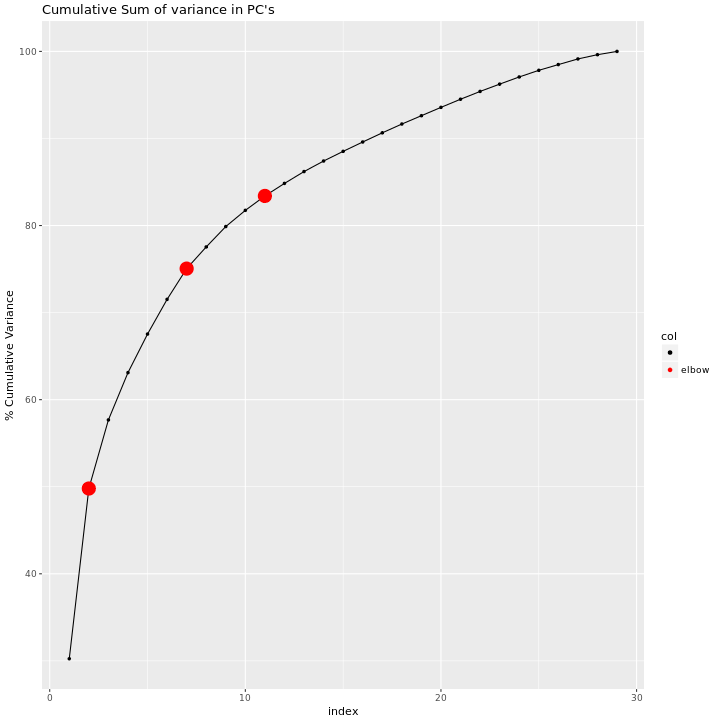 Cumulative Sum of variance in PC's
100
80
60
40
% Cumulative Variance
0
10
20
30
index
col
elbow